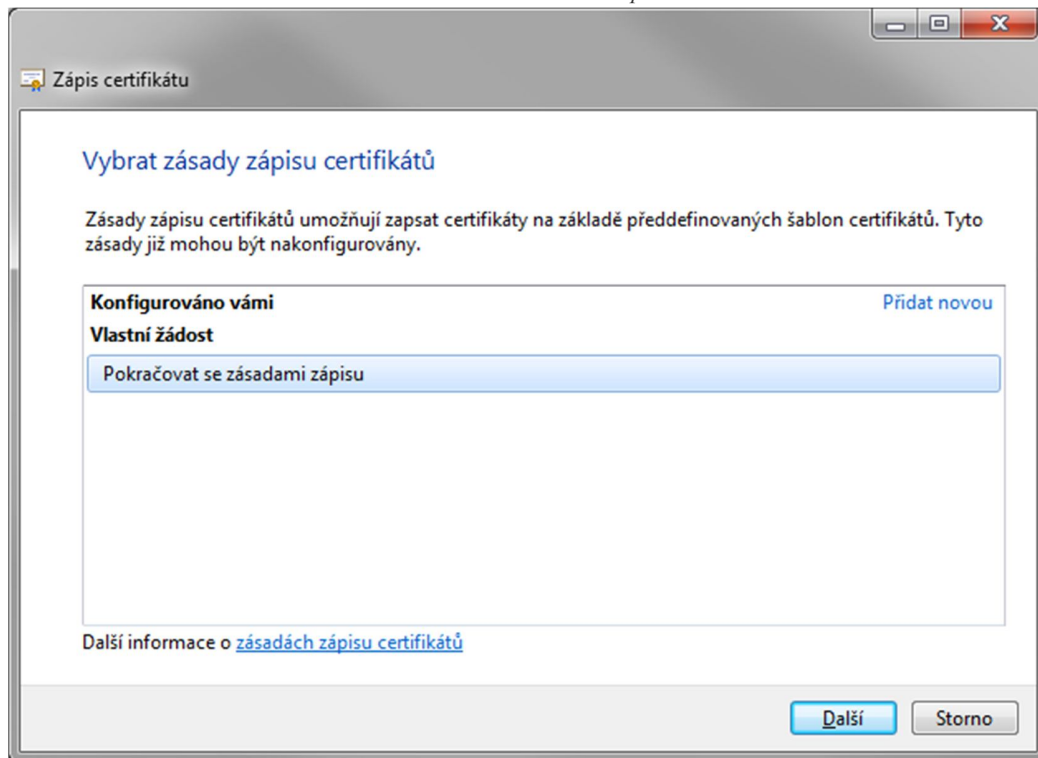 Zápis certifikátu
Vybrat zásady zápisu certifikátů
Zásady zápisu certifikátů umožňují zapsat certifikáty na základě předdefinovaných šablon certifikátů. Tyto
zásady již mohou být nakonfigurovány.
Konfigurováno vámi Přidat novou
Vlastní žádost
Pokračovat se zásadami zápisu
Další informace o zásadách zápisu certifikátů
Další Storno